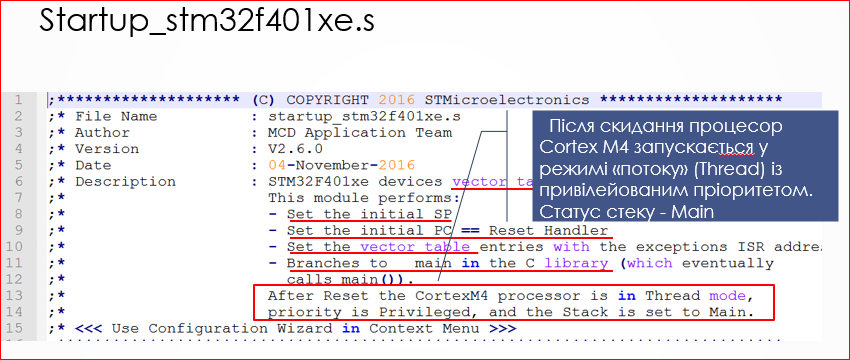 Startup_stm32f401xe.s
1 ;******************** (C) COPYRIGHT 2016 STMicroelectronics ********************
2 ;* File Name : startup_stm32f401xe.s
3 ;* Author : MCD Application Team
4 ;* Version : V2.6.0
5 ;* Date : 04-November-2016
6 ;* Description : STM32F401xe devices vector ta
7 ;* This module performs:
8 ;* - Set the initial SP
9 ;* - Set the initial PC == Reset Handler
10 ;* - Set the vector table entries with the exceptions ISR addre
11 ;* - Branches to main in the C library (which eventually
12 ;* calls main()).
13 ;* After Reset the CortexM4 processor is in Thread mode,
14 ;* priority is Privileged, and the Stack is set to Main.
15 ;* <<< Use Configuration Wizard in Context Menu >>>
Після скидання процесор
Cortex M4 запускається у
режимі «потоку» (Thread) із
привілейованим пріоритетом.
Статус стеку - Main